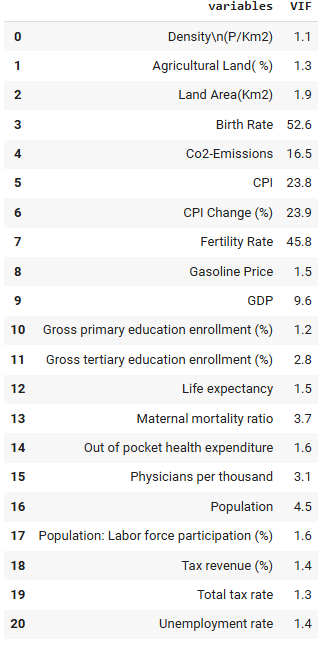 variables VIF
0 Density\n(P/Km2) 1.1
1 Agricultural Land( %) 1.3
2 Land Area(Km2) 1.9
3 Birth Rate 52.6
4 Co2-Emissions 16.5
5 CPI 23.8
6 CPI Change (%) 23.9
7 Fertility Rate 45.8
8 Gasoline Price 1.5
9 GDP 9.6
10 Gross primary education enrollment (%) 1.2
11 Gross tertiary education enrollment (%) 2.8
12 Life expectancy 1.5
13 Maternal mortality ratio 3.7
14 Out of pocket health expenditure 1.6
15 Physicians per thousand 3.1
16 Population 4.5
17 Population: Labor force participation (%) 1.6
18 Tax revenue (%) 1.4
19 Total tax rate 1.3
20 Unemployment rate 1.4